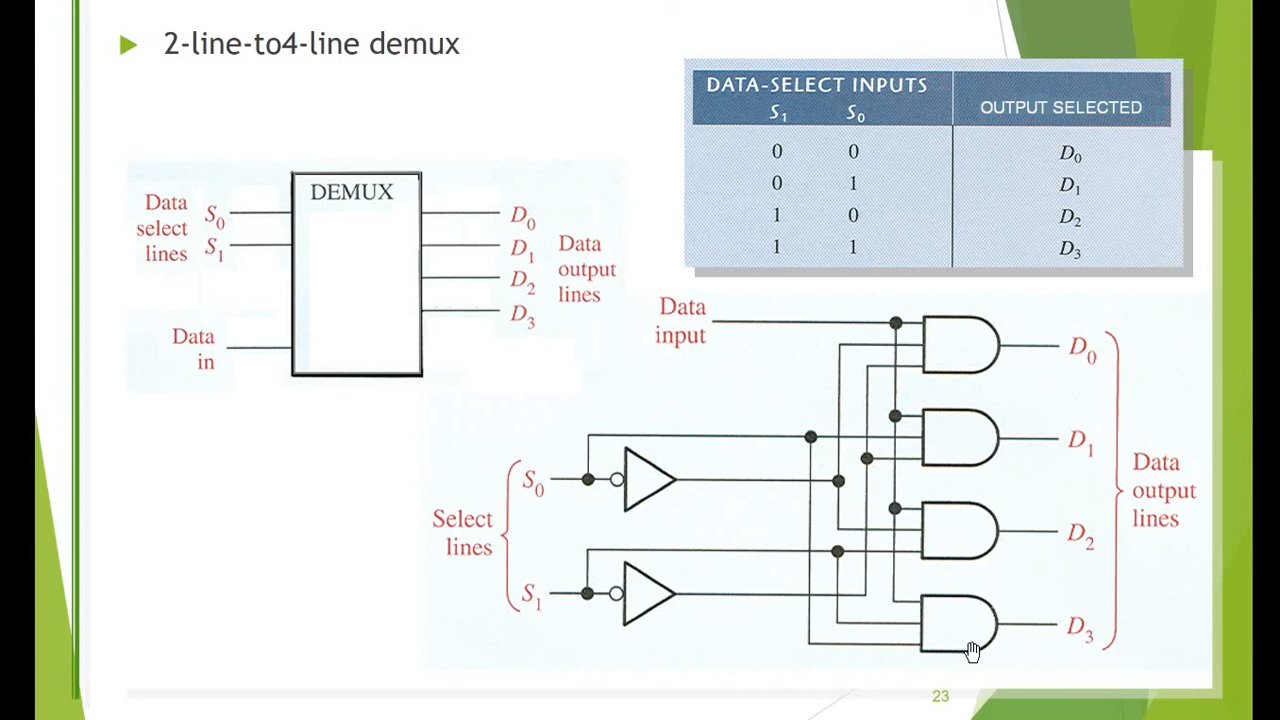 2-line-to4-line demux
DATA-SELECT INPUTS
S1 S0 OUTPUT SELECTED
0 0 D0
0 1 D1
1 0 D2
1 1 D3
DEMUX
Data
select
lines
S0
S1
Data
in
D0
D1
D2
D3
Data
output
lines
Data
input
Select
lines
S0
S1
D0
D1
D2
D3
Data
output
lines
23